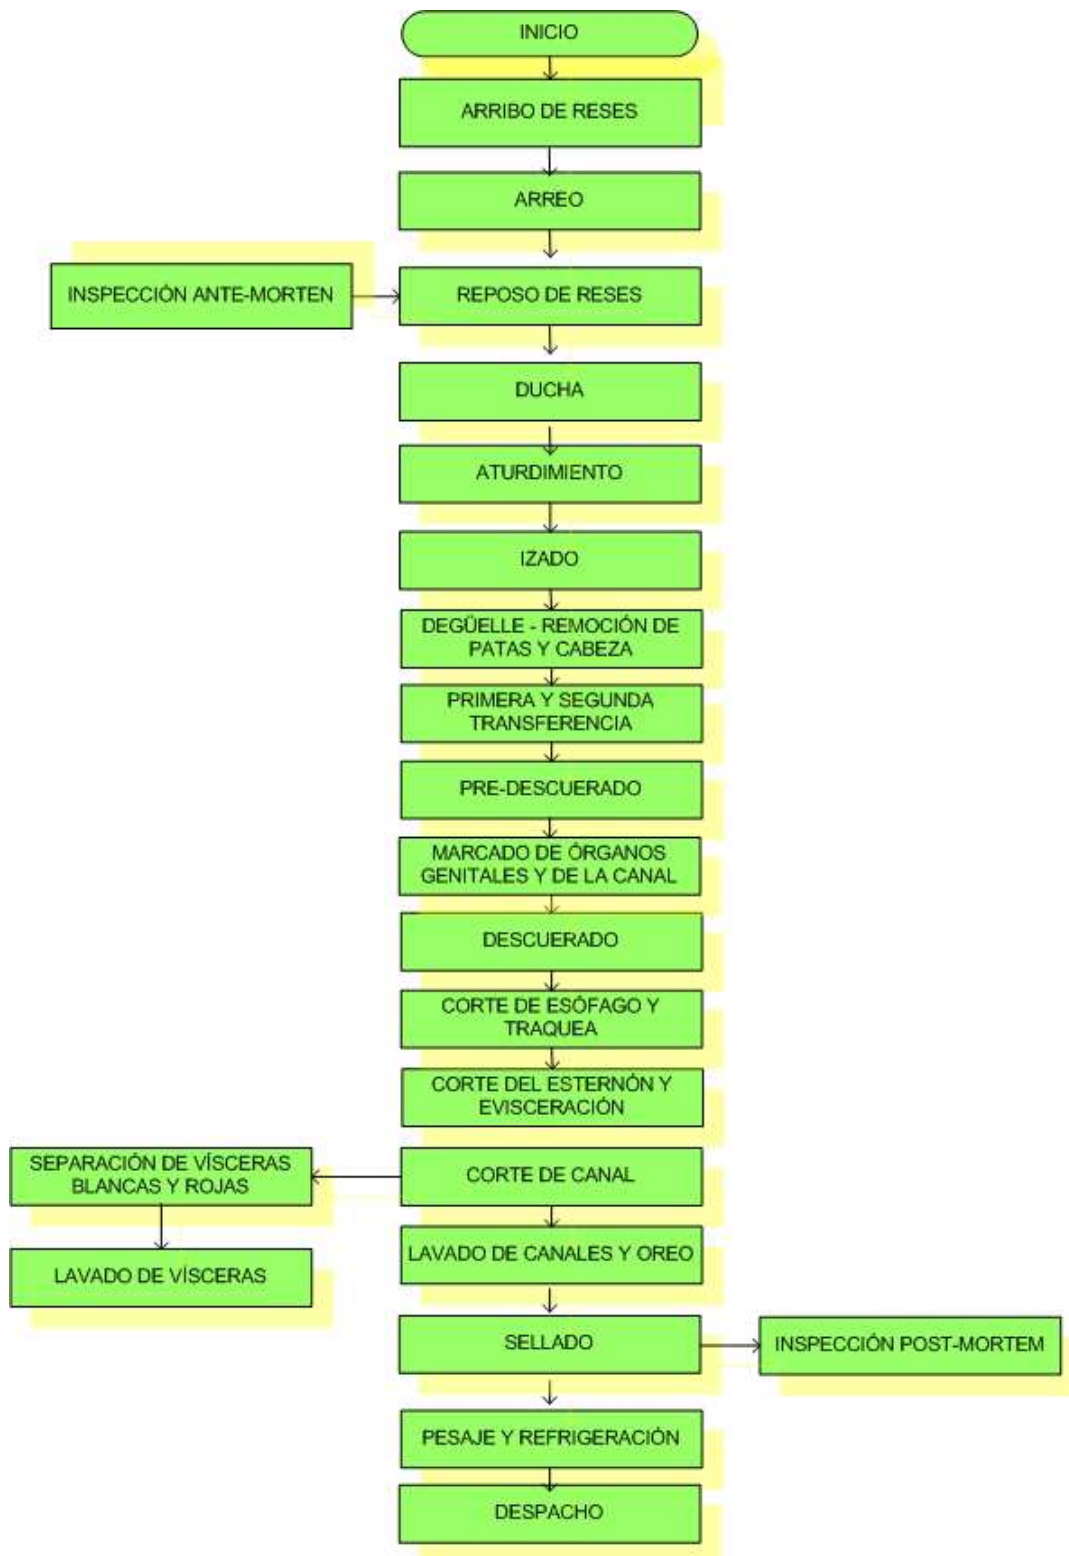 INICIO
ARRIBO DE RESES
ARREO
INSPECCIÓN ANTE-MORTEN
REPOSO DE RESES
DUCHA
ATURDIMIENTO
IZADO
DEGÜELLE - REMOCIÓN DE
PATAS Y CABEZA
PRIMERA Y SEGUNDA
TRANSFERENCIA
PRE-DESCUERADO
MARCADO DE ÓRGANOS
GENITALES Y DE LA CANAL
DESCUERADO
CORTE DE ESÓFAGO Y
TRAQUEA
CORTE DEL ESTERNÓN Y
EVISCERACIÓN
SEPARACIÓN DE VÍSCERAS
BLANCAS Y ROJAS
CORTE DE CANAL
LAVADO DE VÍSCERAS
LAVADO DE CANALES Y OREO
SELLADO
INSPECCIÓN POST-MORTEM
PESAJE Y REFRIGERACIÓN
DESPACHO